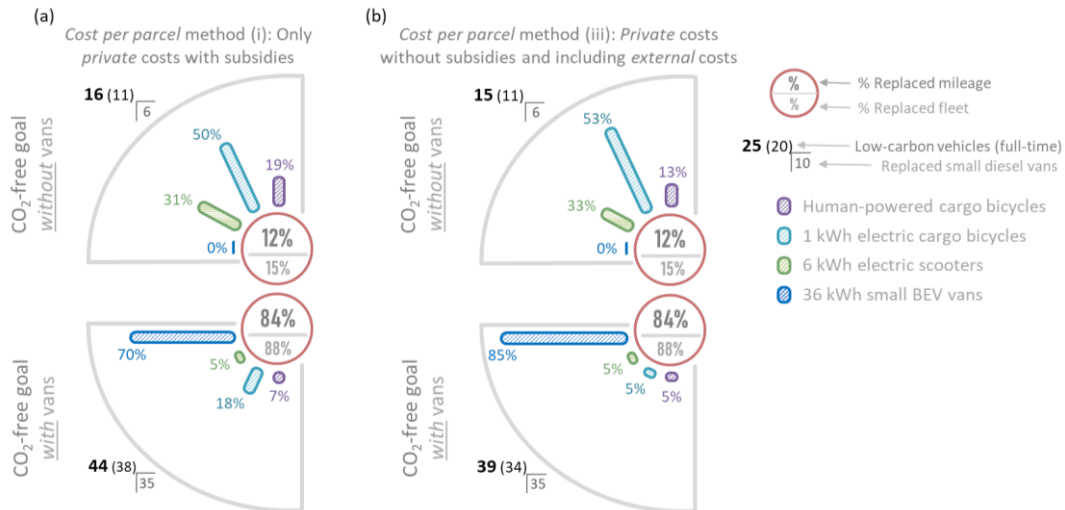 (a)
Cost per parcel method (i): Only
private costs with subsidies
CO2-free goal
without vans
16 (11)
6
50%
19%
31%
0%
12%
15%
CO2-free goal
with vans
84%
88%
70%
5%
18%
7%
44 (38)
35
(b)
Cost per parcel method (iii): Private costs
without subsidies and including external costs
CO2-free goal
without vans
15 (11)
6
53%
13%
33%
0%
12%
15%
CO2-free goal
with vans
84%
88%
85%
5%
5%
5%
39 (34)
35
%
% Replaced mileage
%
% Replaced fleet
25 (20)
Low-carbon vehicles (full-time)
10
Replaced small diesel vans
Human-powered cargo bicycles
1 kWh electric cargo bicycles
6 kWh electric scooters
36 kWh small BEV vans